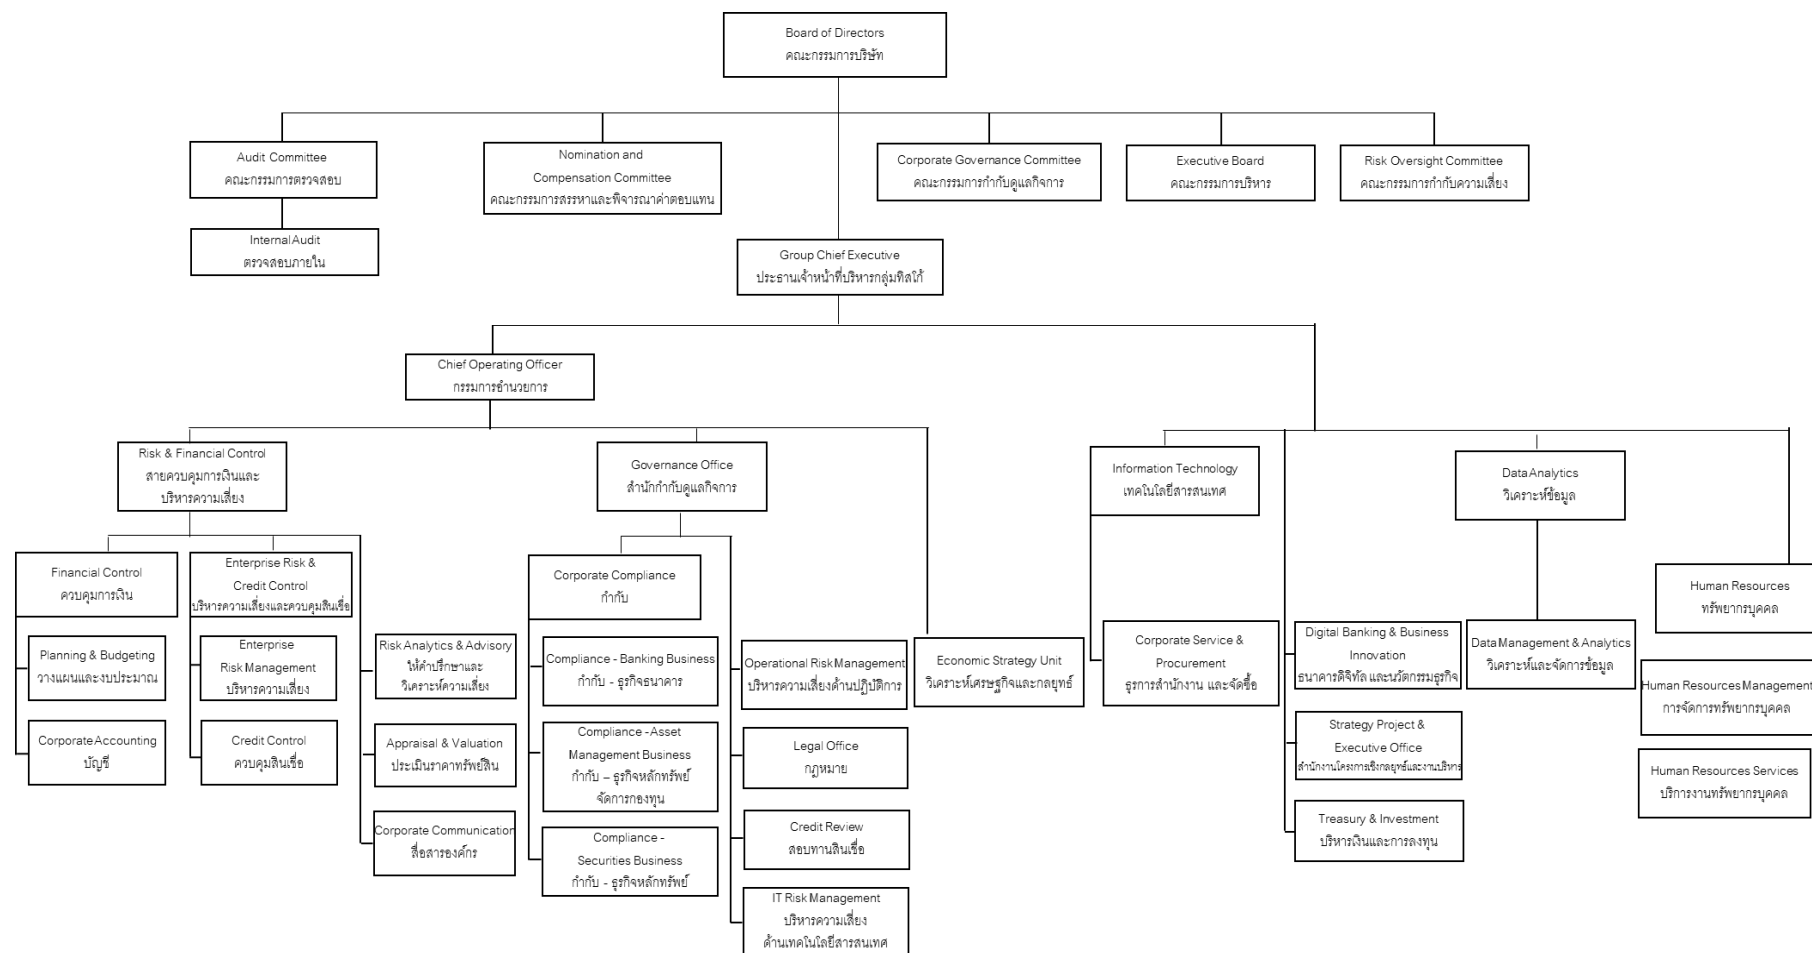 Board of Directors
คณะกรรมการบริษัท
Audit Committee
คณะกรรมการตรวจสอบ
Nomination and
Compensation Committee
คณะกรรมการสรรหาและพิจารณาค่าตอบแทน
Corporate Governance Committee
คณะกรรมการกำกับดูแลกิจการ
Executive Board
คณะกรรมการบริหาร
Risk Oversight Committee
คณะกรรมการกำกับความเสี่ยง
Internal Audit
ตรวจสอบภายใน
Group Chief Executive
ประธานเจ้าหน้าที่บริหารกลุ่มทิสโก้
Chief Operating Officer
กรรมการอำนวยการ
Risk & Financial Control
สายควบคุมการเงินและ
บริหารความเสี่ยง
Governance Office
สำนักกำกับดูแลกิจการ
Information Technology
เทคโนโลยีสารสนเทศ
Data Analytics
วิเคราะห์ข้อมูล
Financial Control
ควบคุมการเงิน
Enterprise Risk &
Credit Control
บริหารความเสี่ยงและควบคุมสินเชื่อ
Corporate Compliance
กำกับ
Human Resources
ทรัพยากรบุคคล
Planning & Budgeting
วางแผนและงบประมาณ
Enterprise
Risk Management
บริหารความเสี่ยง
Risk Analytics & Advisory
ให้คำปรึกษาและ
วิเคราะห์ความเสี่ยง
Compliance - Banking Business
กำกับ - ธุรกิจธนาคาร
Operational Risk Management
บริหารความเสี่ยงด้านปฏิบัติการ
Economic Strategy Unit
วิเคราะห์เศรษฐกิจและกลยุทธ์
Corporate Service &
Procurement
ธุรการสำนักงาน และจัดซื้อ
Digital Banking & Business
Innovation
ธนาคารดิจิทัล และนวัตกรรมธุรกิจ
Data Management & Analytics
วิเคราะห์และจัดการข้อมูล
Human Resources Management
การจัดการทรัพยากรบุคคล
Corporate Accounting
บัญชี
Credit Control
ควบคุมสินเชื่อ
Appraisal & Valuation
ประเมินราคาทรัพย์สิน
Compliance - Asset
Management Business
กำกับ – ธุรกิจหลักทรัพย์
จัดการกองทุน
Legal Office
กฎหมาย
Strategy Project &
Executive Office
สำนักงานโครงการเชิงกลยุทธ์และงานบริหาร
Human Resources Services
บริการงานทรัพยากรบุคคล
Corporate Communication
สื่อสารองค์กร
Compliance -
Securities Business
กำกับ - ธุรกิจหลักทรัพย์
Credit Review
สอบทานสินเชื่อ
Treasury & Investment
บริหารเงินและการลงทุน
IT Risk Management
บริหารความเสี่ยง
ด้านเทคโนโลยีสารสนเทศ